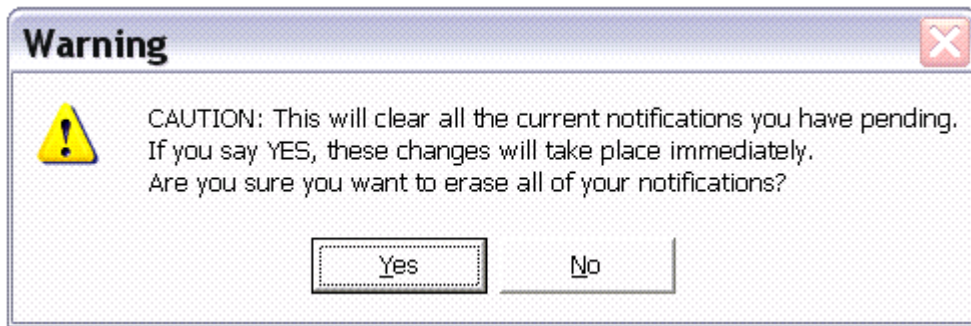 Warning
CAUTION: This will clear all the current notifications you have pending.
If you say YES, these changes will take place immediately.
Are you sure you want to erase all of your notifications?
Yes No